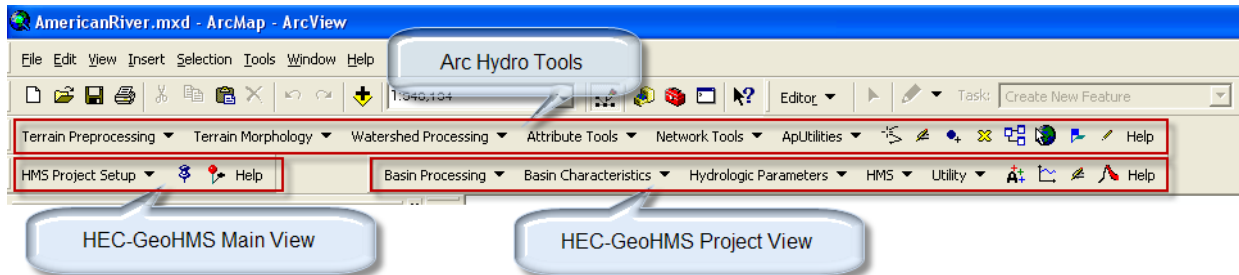 AmericanRiver.mxd - ArcMap - ArcView
File Edit View Insert Selection Tools Window Help
Arc Hydro Tools
Editor Task: Create New Feature
Terrain Preprocessing Terrain Morphology Watershed Processing Attribute Tools Network Tools ApUtilities Help
HMS Project Setup Help Basin Processing Basin Characteristics Hydrologic Parameters HMS Utility Help
HEC-GeoHMS Main View HEC-GeoHMS Project View